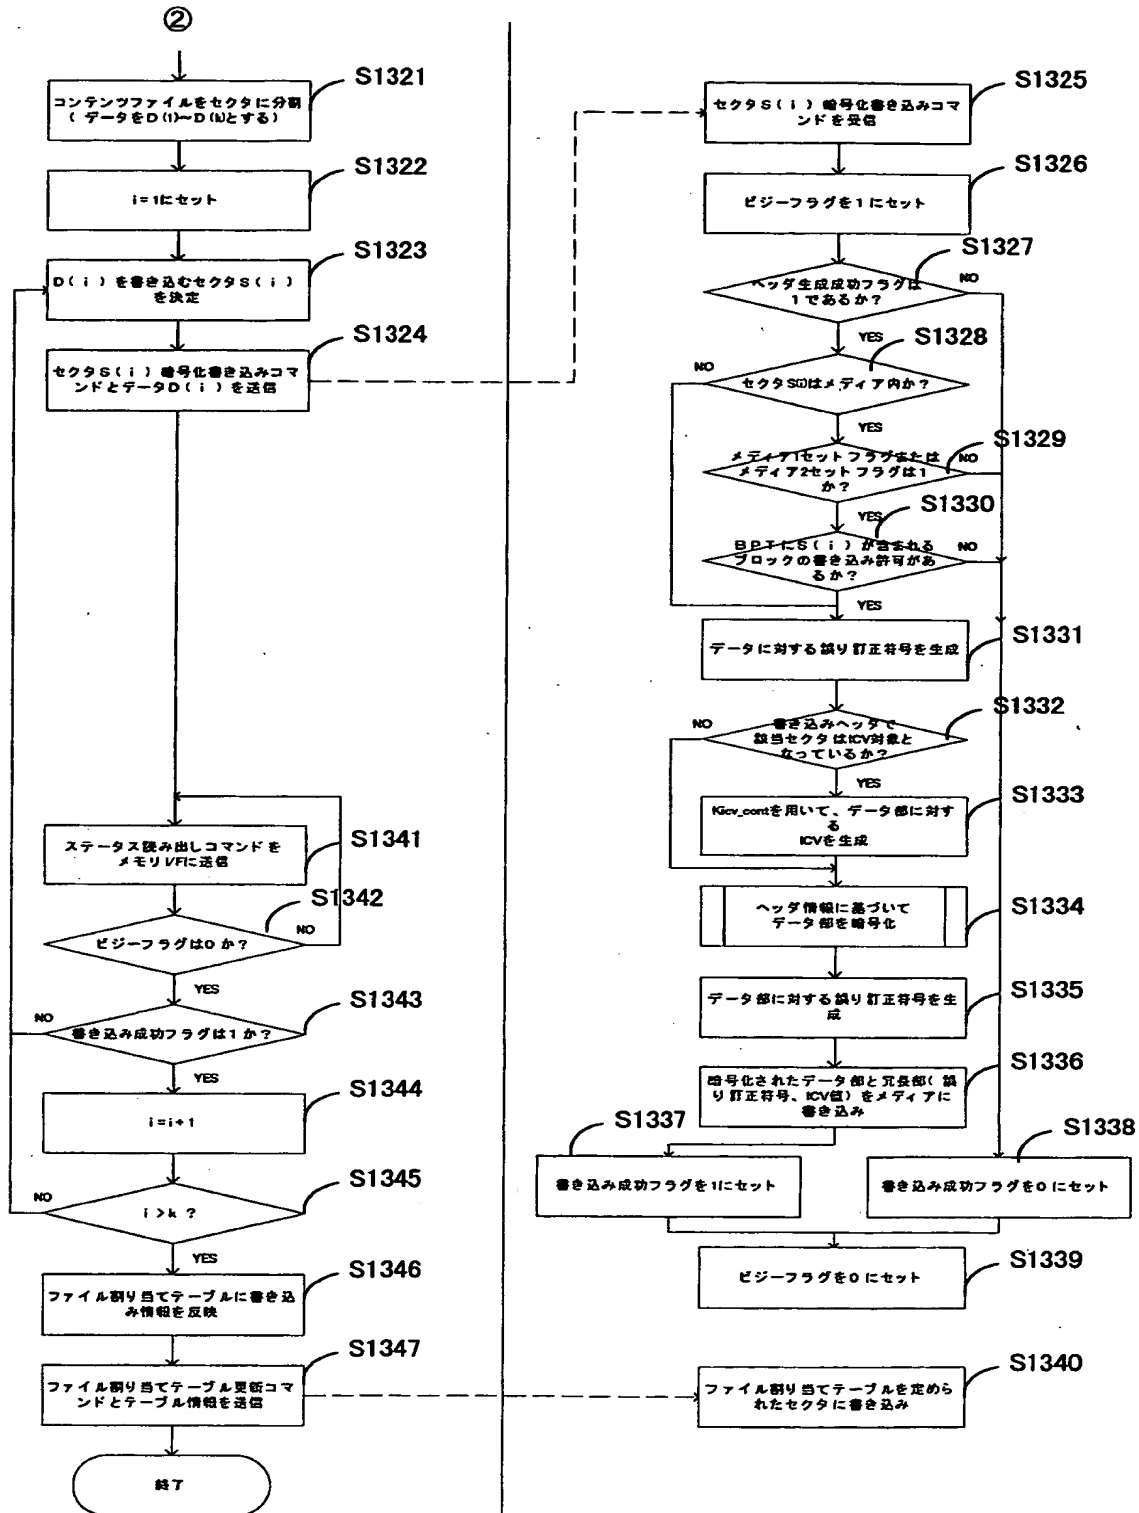 ②
S1321
コンテンツファイルをセクタに分割
( データをD(1)~D(k)とする)
S1322
i=1にセット
S1323
D( i ) を書き込むセクタS( i )
を決定
S1324
セクタS( i ) 暗号化書き込みコマ
ンドとデータD( i ) を送信
S1341
ステータス読み出しコマンドを
メモリI/Fに送信
S1342
ビジーフラグは0 か?
NO
YES
S1343
書き込み成功フラグは1か?
NO
YES
S1344
i=i+1
S1345
i >k ?
NO
YES
S1346
ファイル割り当てテーブルに書き込
み情報を反映
S1347
ファイル割り当てテーブル更新コマ
ンドとテーブル情報を送信
終了
S1325
セクタS( i ) 暗号化書き込みコマ
ンドを受信
S1326
ビジーフラグを1にセット
S1327
ヘッダ生成成功フラグは
1であるか?
NO
YES
S1328
セクタS(i)はメディア内か?
NO
YES
S1329
メディア1セットフラグまたは
メディア2セットフラグは1
か?
NO
YES
S1330
BPTにS( i ) が含まれる
ブロックの書き込み許可があ
るか?
NO
YES
S1331
データに対する誤り訂正符号を生成
S1332
書き込みヘッダで
該当セクタはICV対象と
なっているか?
NO
YES
S1333
Kicv_contを用いて、データ部に対す
る
ICVを生成
S1334
ヘッダ情報に基づいて
データ部を暗号化
S1335
データ部に対する誤り訂正符号を生
成
S1336
暗号化されたデータ部と冗長部( 誤
り訂正符号、ICV値) をメディアに
書き込み
S1337
書き込み成功フラグを1にセット
S1338
書き込み成功フラグを0にセット
S1339
ビジーフラグを0にセット
S1340
ファイル割り当てテーブルを定めら
れたセクタに書き込み